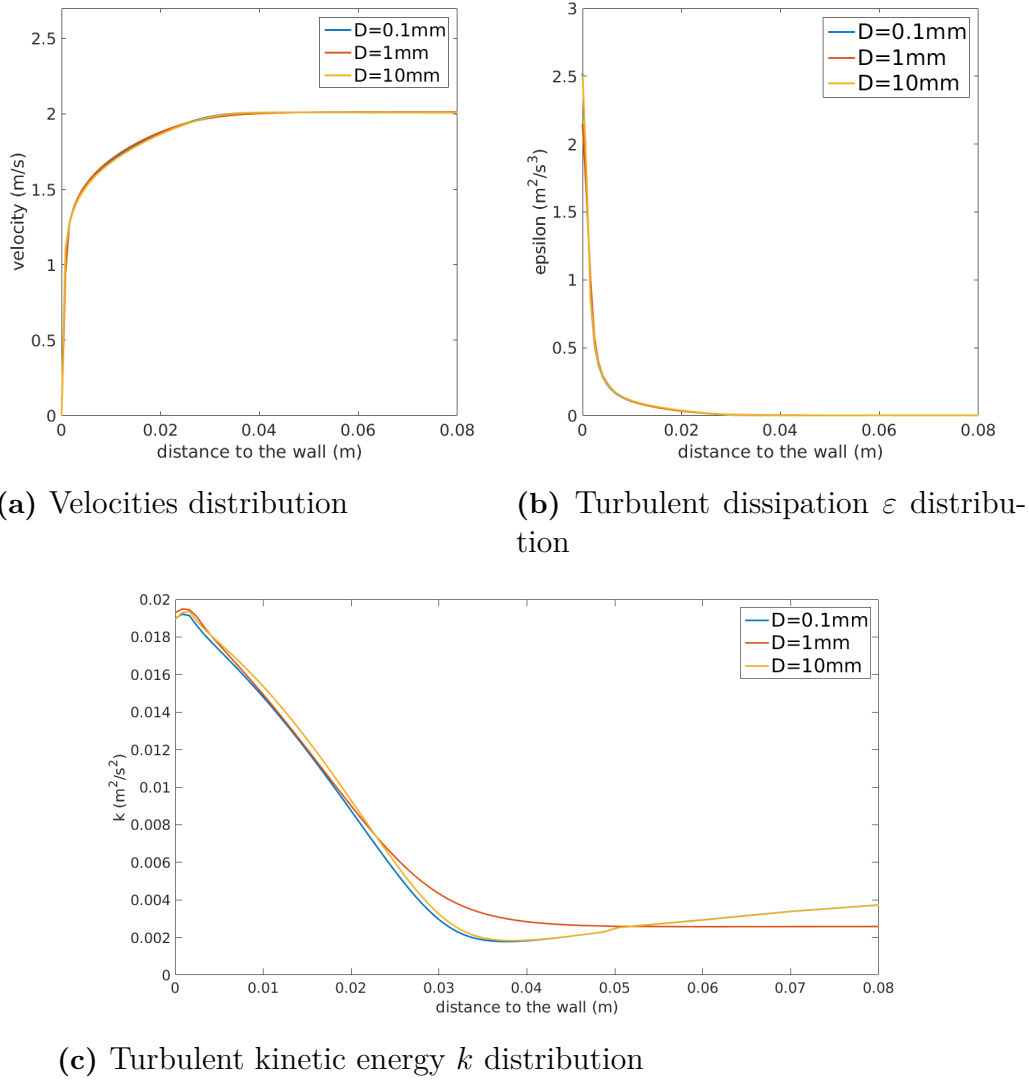 2.5
2
1.5
1
0.5
0
0 0.02 0.04 0.06 0.08
velocity (m/s)
distance to the wall (m)
D=0.1mm
D=1mm
D=10mm
3
2.5
2
1.5
1
0.5
0
0 0.02 0.04 0.06 0.08
epsilon (m²/s³)
distance to the wall (m)
D=0.1mm
D=1mm
D=10mm
(a) Velocities distribution
(b) Turbulent dissipation ε distribu-
tion
0.02
0.018
0.016
0.014
0.012
0.01
0.008
0.006
0.004
0.002
0
0 0.01 0.02 0.03 0.04 0.05 0.06 0.07 0.08
k (m²/s²)
distance to the wall (m)
D=0.1mm
D=1mm
D=10mm
(c) Turbulent kinetic energy k distribution